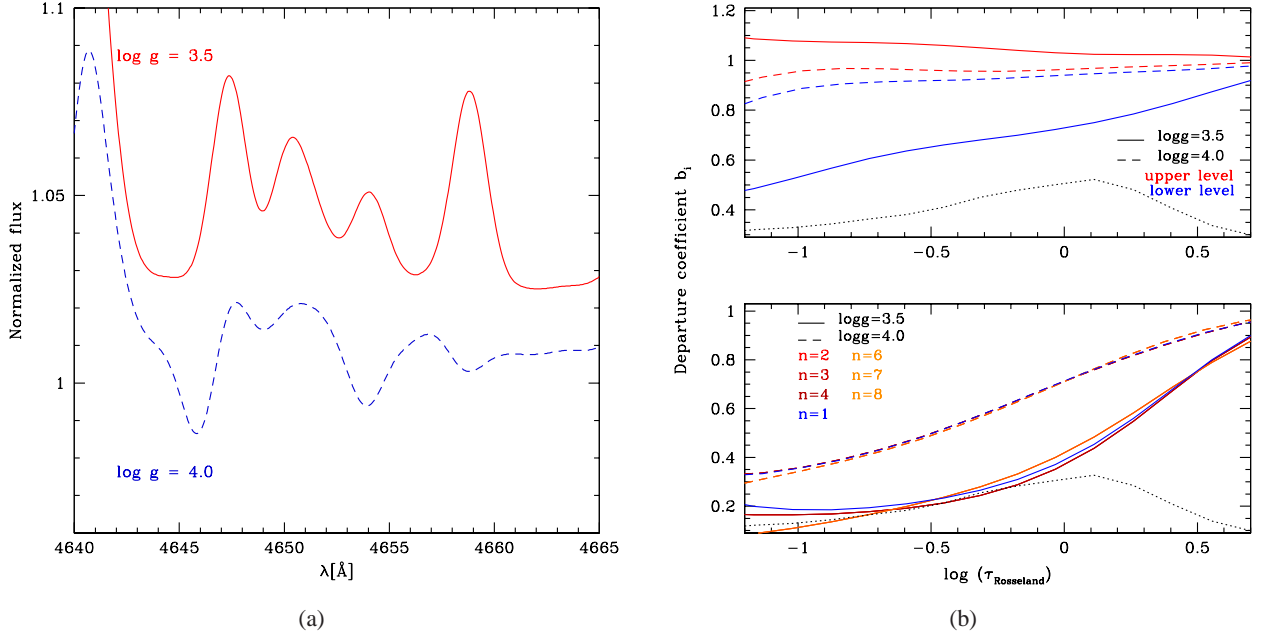 1.1
1.05
1
Normalized flux
log g = 3.5
log g = 4.0
4640 4645 4650 4655 4660 4665
λ[Å]
(a)
1.2
1
0.8
0.6
0.4
logg=3.5
logg=4.0
upper level
lower level
-1 -0.5 0 0.5
Departure coefficient b_i
1
0.8
0.6
0.4
0.2
logg=3.5
logg=4.0
n=2 n=6
n=3 n=7
n=4 n=8
n=1
-1 -0.5 0 0.5
log (τ_Rosseland)
(b)